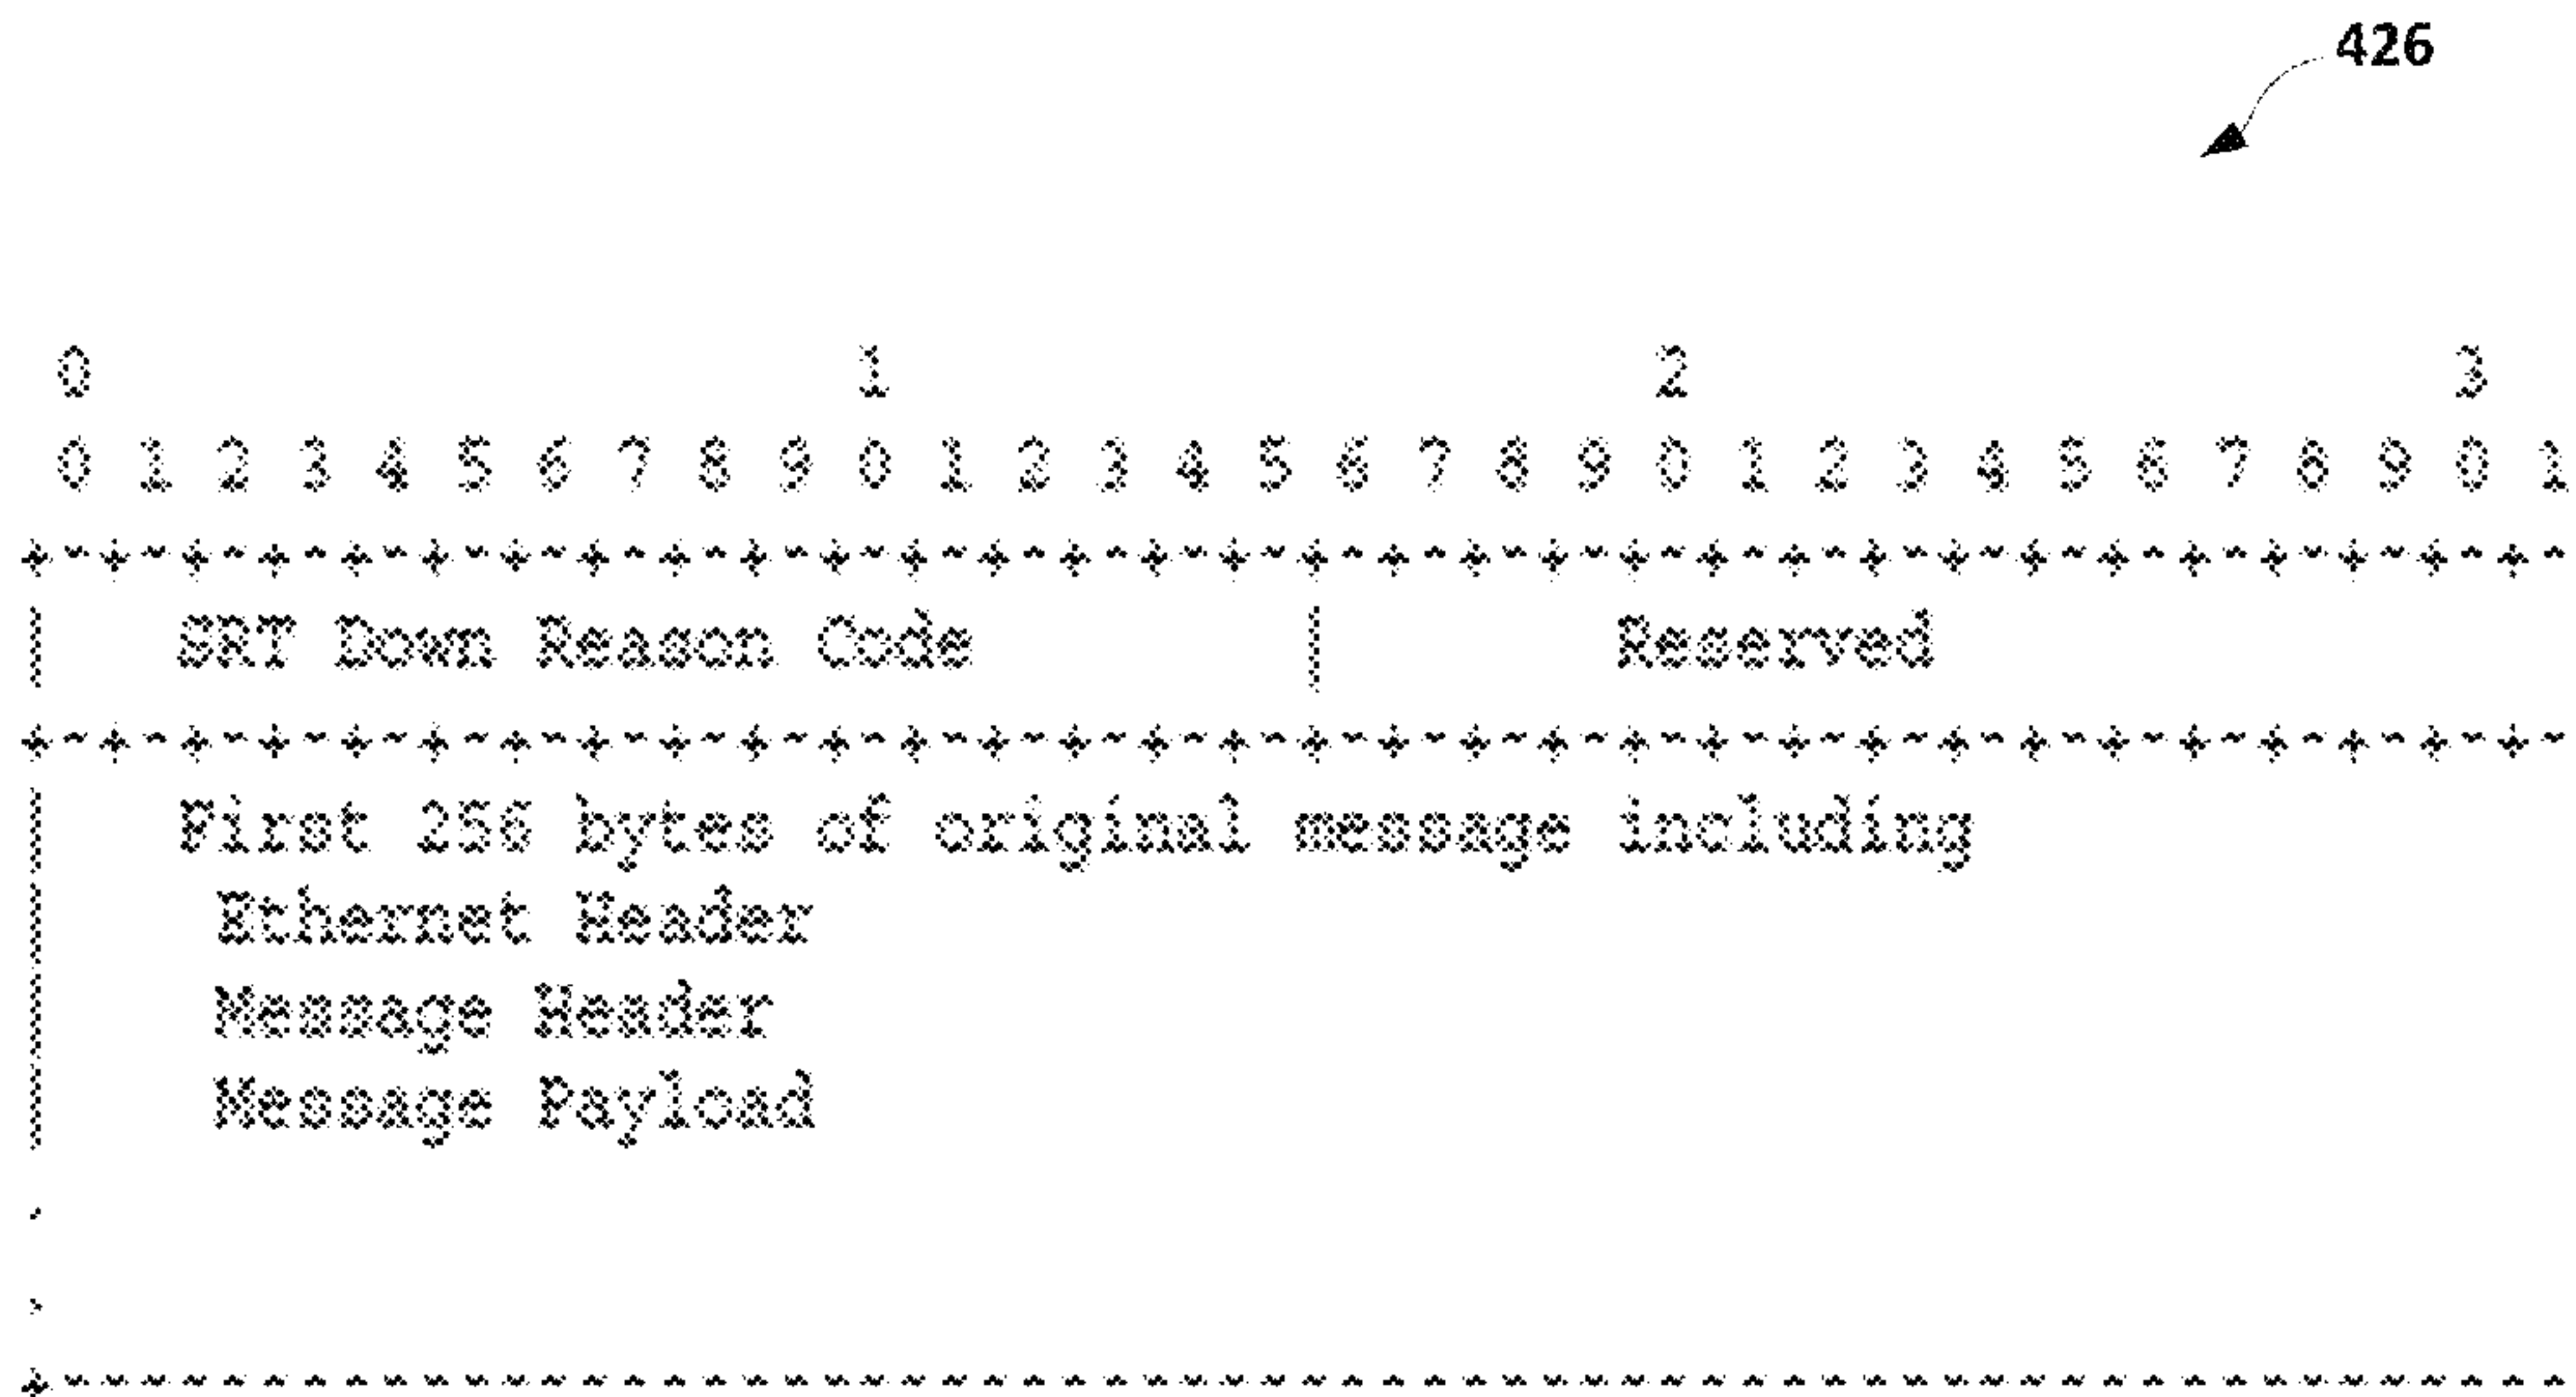 426
0 1 2 3
0 1 2 3 4 5 6 7 8 9 0 1 2 3 4 5 6 7 8 9 0 1 2 3 4 5 6 7 8 9 0 1
+-+-+-+-+-+-+-+-+-+-+-+-+-+-+-+-+-+-+-+-+-+-+-+-+-+-+-+-+-+-+-+-
| SRT Down Reason Code | Reserved
+-+-+-+-+-+-+-+-+-+-+-+-+-+-+-+-+-+-+-+-+-+-+-+-+-+-+-+-+-+-+-+-
| First 256 bytes of original message including
| Ethernet Header
| Message Header
| Message Payload
.
.
+---------------------------------------------------------------